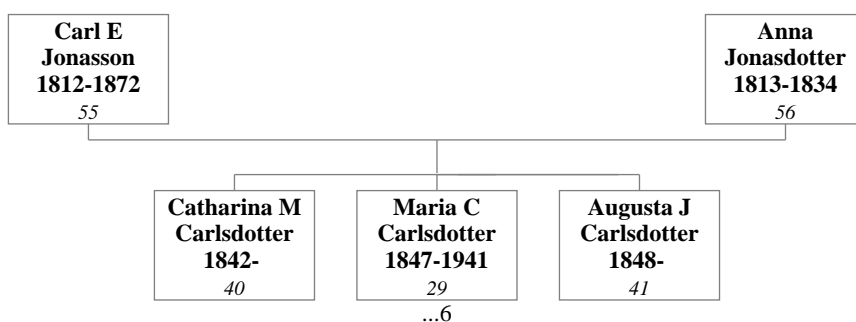 Carl E
Jonasson
1812-1872
55
Anna
Jonasdotter
1813-1834
56
Catharina M
Carlsdotter
1842-
40
Maria C
Carlsdotter
1847-1941
29
Augusta J
Carlsdotter
1848-
41
...6